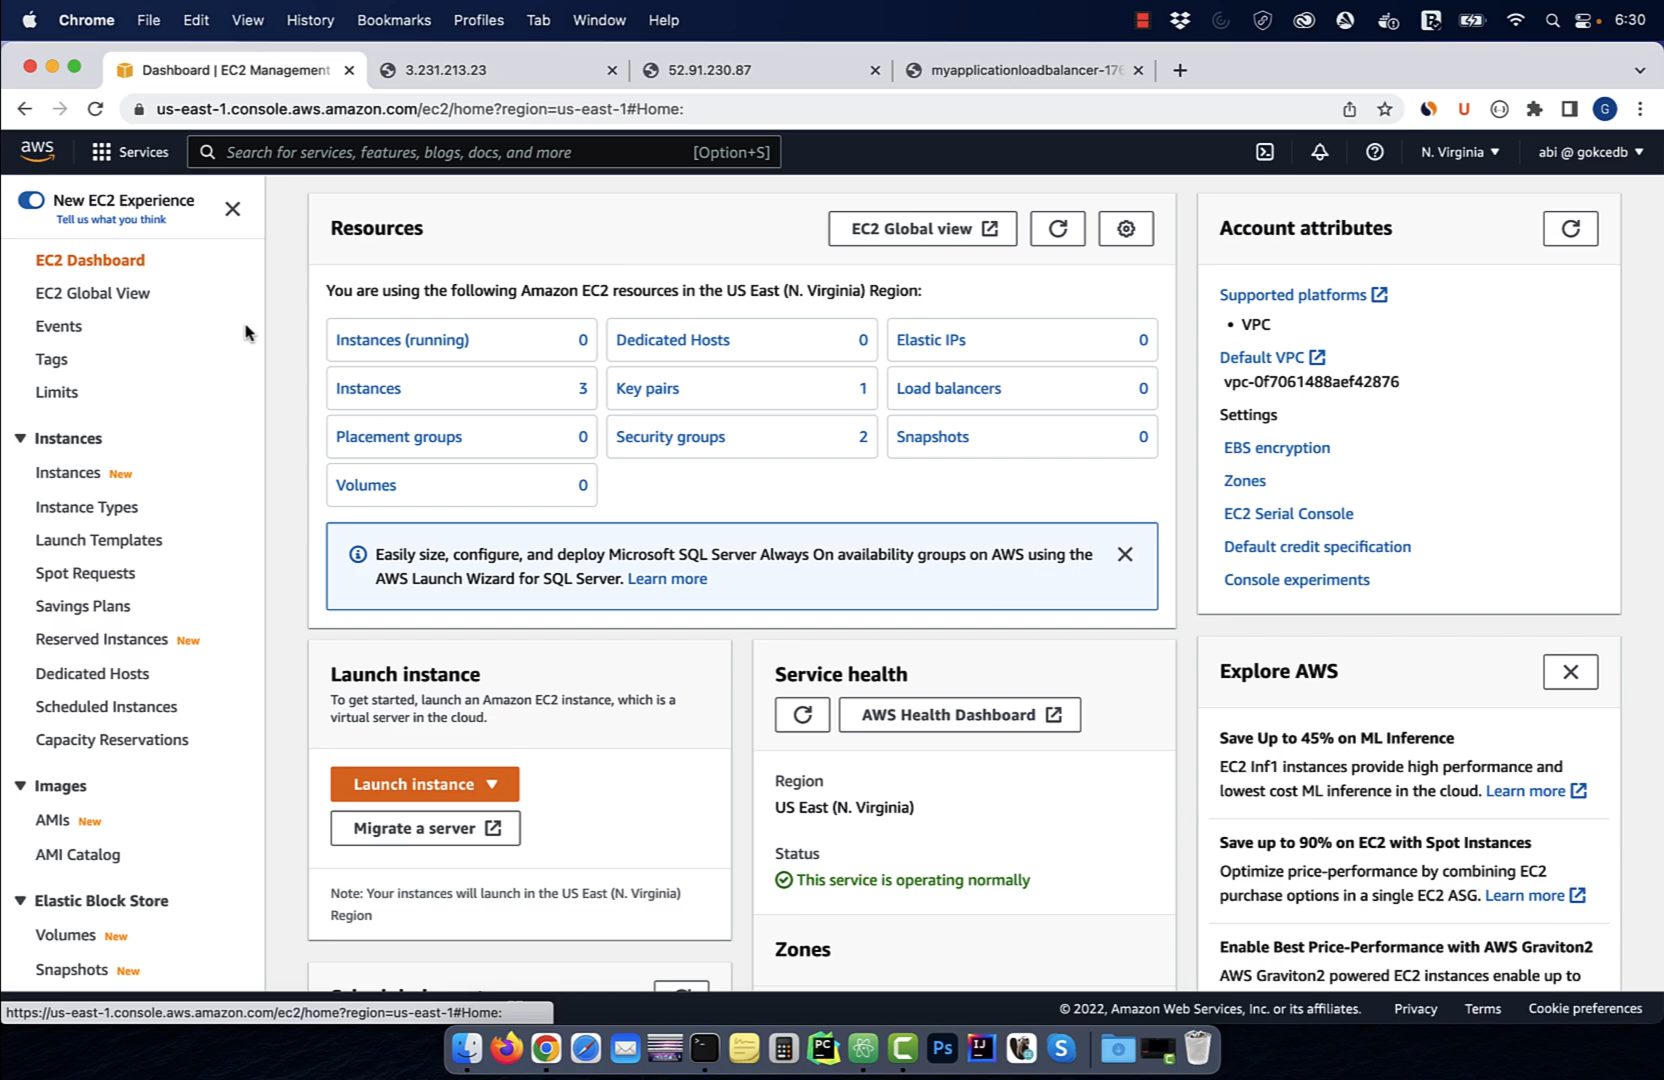 Chrome File Edit View History Bookmarks Profiles Tab Window Help 6:30
Dashboard | EC2 Management 3.231.213.23 52.91.230.87 myapplicationloadbalancer-176
us-east-1.console.aws.amazon.com/ec2/home?region=us-east-1#Home: U G
aws Services Search for services, features, blogs, docs, and more [Option+S] N. Virginia abi @ gokcedb
New EC2 Experience
Tell us what you think
EC2 Dashboard
EC2 Global View
Events
Tags
Limits
Instances
Instances New
Instance Types
Launch Templates
Spot Requests
Savings Plans
Reserved Instances New
Dedicated Hosts
Scheduled Instances
Capacity Reservations
Images
AMIs New
AMI Catalog
Elastic Block Store
Volumes New
Snapshots New
Resources
EC2 Global view
You are using the following Amazon EC2 resources in the US East (N. Virginia) Region:
Instances (running) 0 Dedicated Hosts 0 Elastic IPs 0
Instances 3 Key pairs 1 Load balancers 0
Placement groups 0 Security groups 2 Snapshots 0
Volumes 0
Easily size, configure, and deploy Microsoft SQL Server Always On availability groups on AWS using the
AWS Launch Wizard for SQL Server. Learn more
Launch instance
To get started, launch an Amazon EC2 instance, which is a
virtual server in the cloud.
Launch instance
Migrate a server
Note: Your instances will launch in the US East (N. Virginia)
Region
Service health
AWS Health Dashboard
Region
US East (N. Virginia)
Status
This service is operating normally
Zones
Account attributes
Supported platforms
• VPC
Default VPC
vpc-0f7061488aef42876
Settings
EBS encryption
Zones
EC2 Serial Console
Default credit specification
Console experiments
Explore AWS
Save Up to 45% on ML Inference
EC2 Inf1 instances provide high performance and
lowest cost ML inference in the cloud. Learn more
Save up to 90% on EC2 with Spot Instances
Optimize price-performance by combining EC2
purchase options in a single EC2 ASG. Learn more
Enable Best Price-Performance with AWS Graviton2
AWS Graviton2 powered EC2 instances enable up to
https://us-east-1.console.aws.amazon.com/ec2/home?region=us-east-1#Home:
© 2022, Amazon Web Services, Inc. or its affiliates. Privacy Terms Cookie preferences
PC Ps IJ S